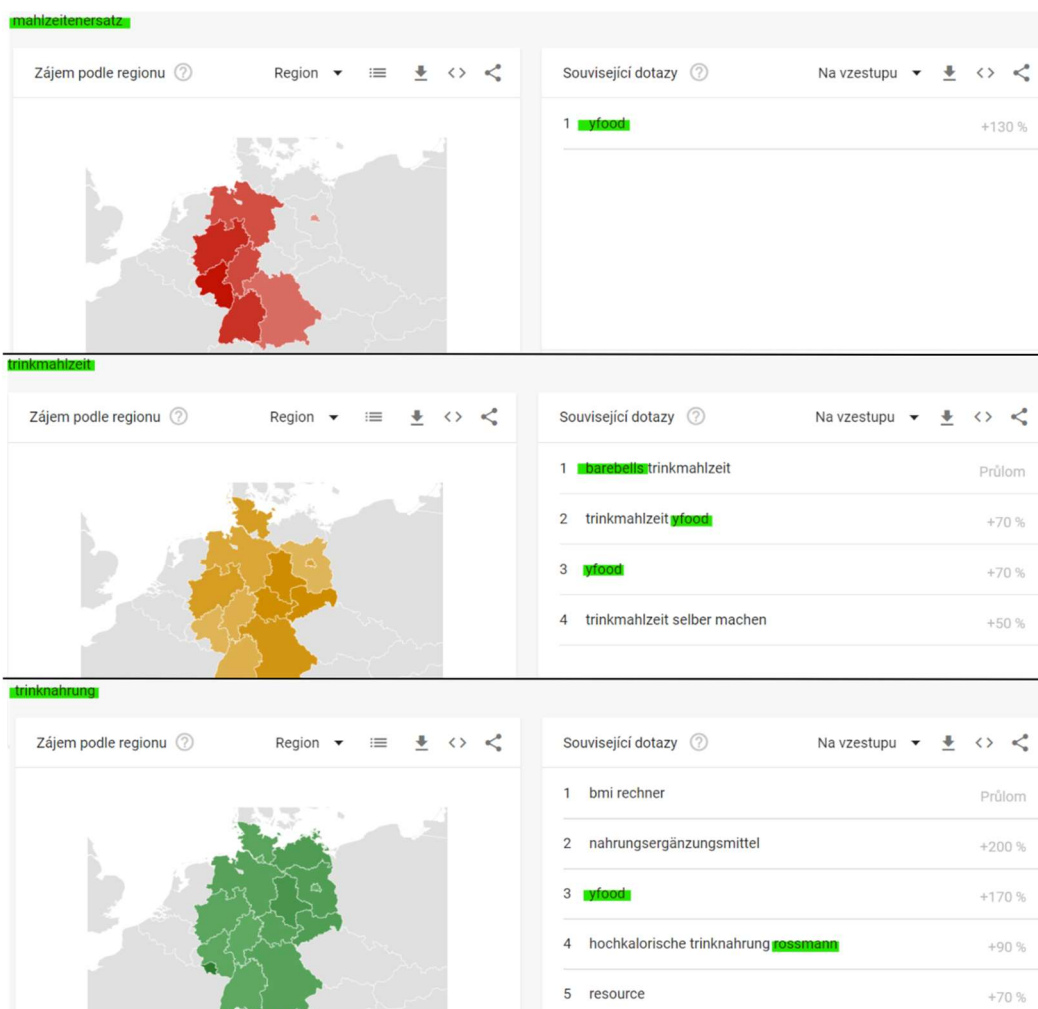 mahlzeitenersatz
Zájem podle regionu ? Region
Související dotazy ? Na vzestupu
1 yfood +130 %
trinkmahlzeit
Zájem podle regionu ? Region
Související dotazy ? Na vzestupu
1 barebells trinkmahlzeit Průlom
2 trinkmahlzeit yfood +70 %
3 yfood +70 %
4 trinkmahlzeit selber machen +50 %
trinknahrung
Zájem podle regionu ? Region
Související dotazy ? Na vzestupu
1 bmi rechner Průlom
2 nahrungsergänzungsmittel +200 %
3 yfood +170 %
4 hochkalorische trinknahrung rossmann +90 %
5 resource +70 %